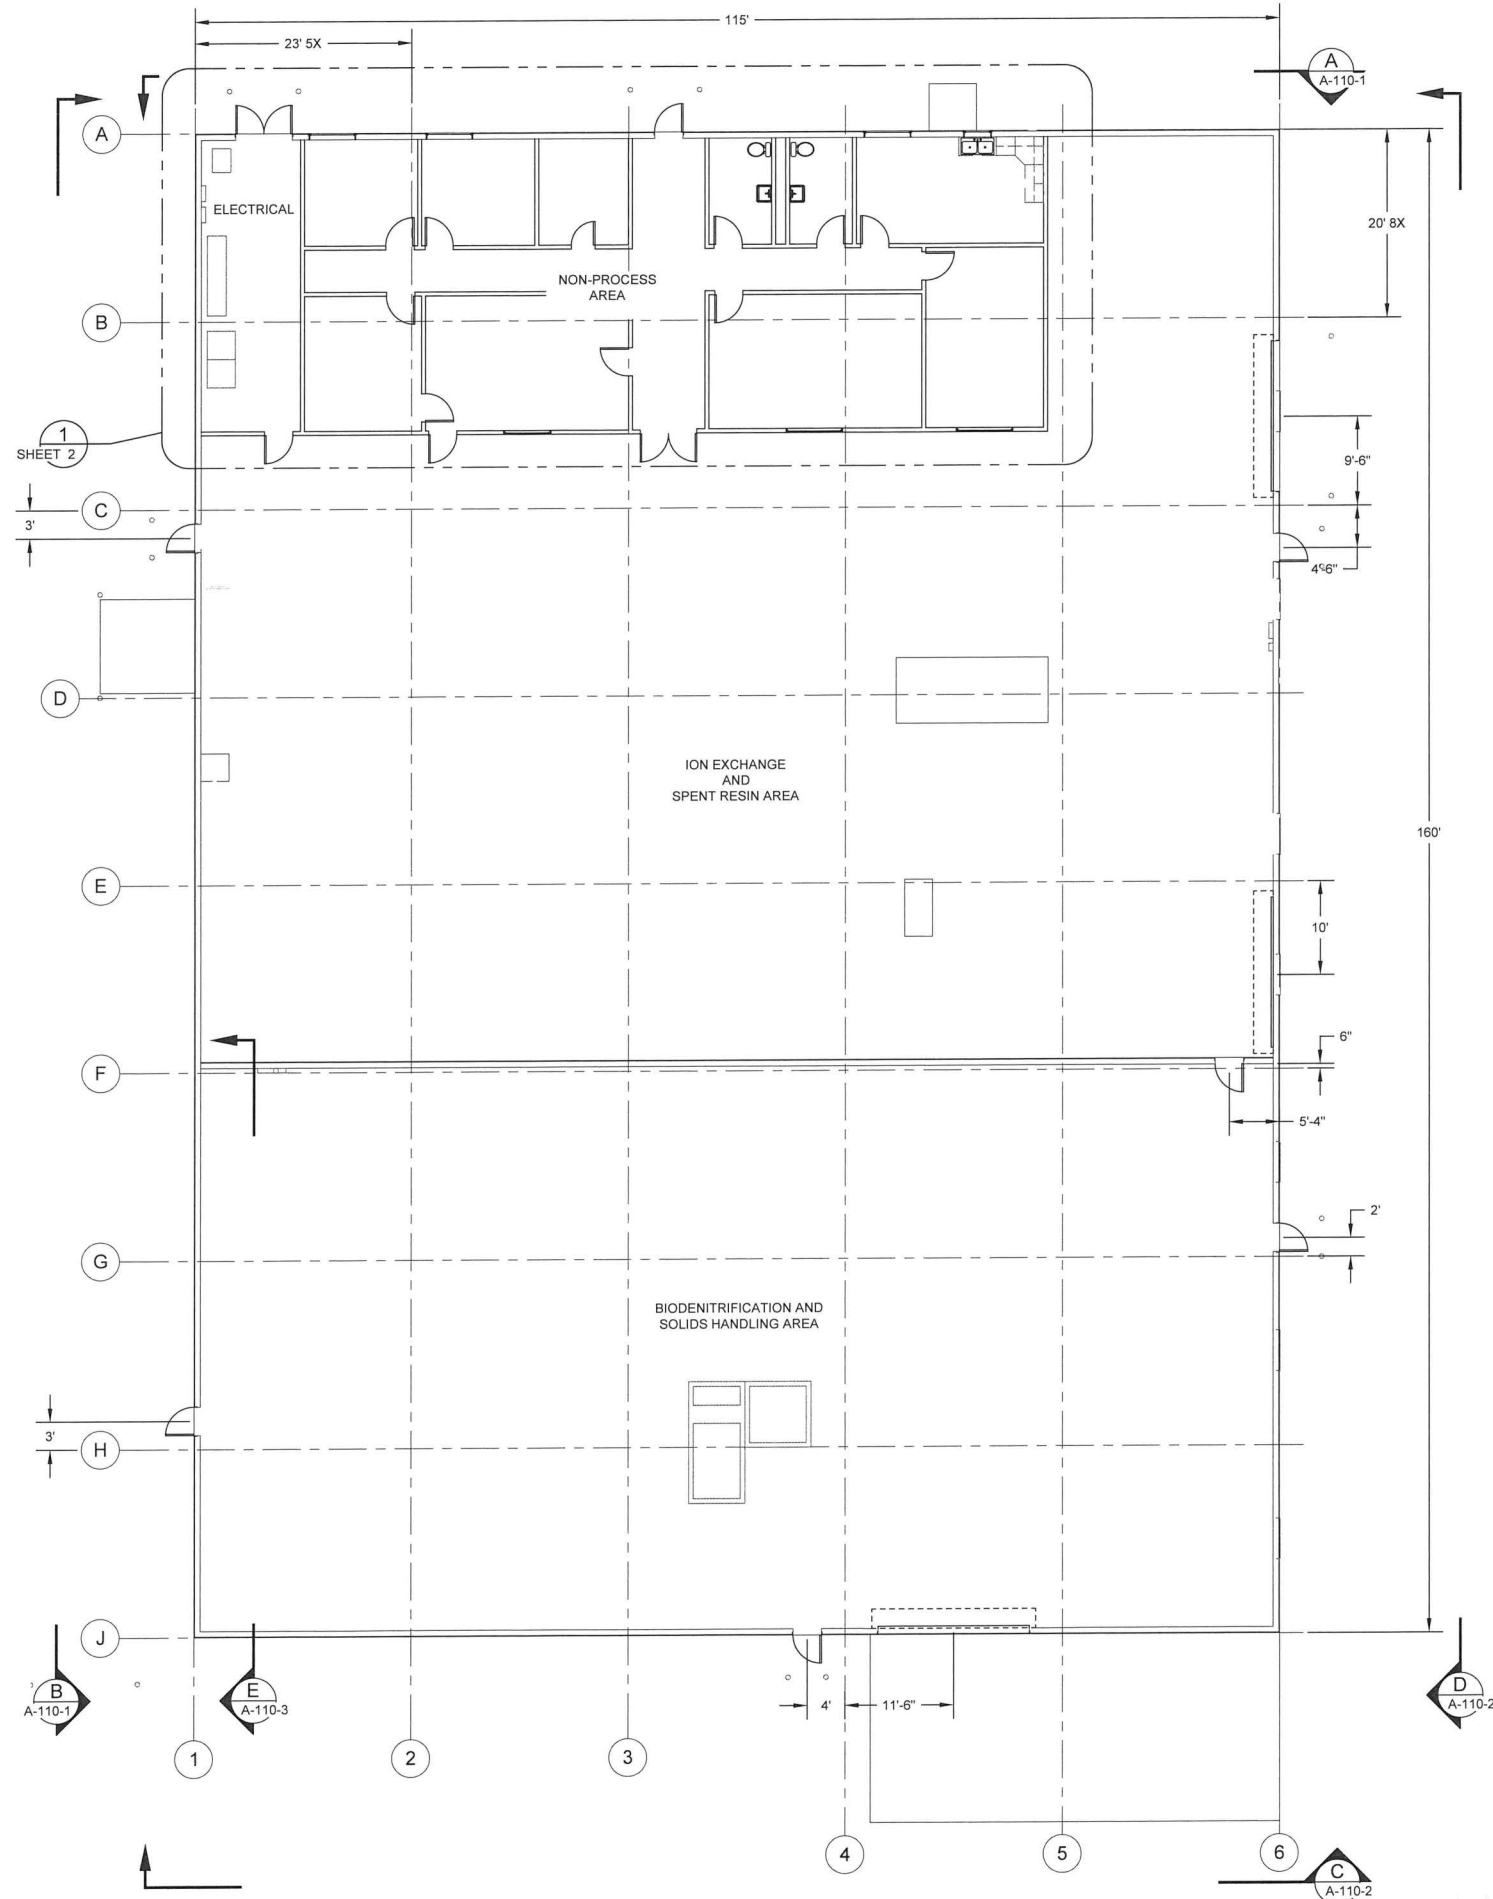 115'
23' 5X
A
A-110-1
A
ELECTRICAL
20' 8X
NON-PROCESS
AREA
B
1
SHEET 2
9'-6"
C
3'
4'-6"
D
ION EXCHANGE
AND
SPENT RESIN AREA
160'
E
10'
6"
F
5'-4"
2'
G
BIODENITRIFICATION AND
SOLIDS HANDLING AREA
3'
H
J
B
A-110-1
E
A-110-3
4'
11'-6"
D
A-110-2
1
2
3
4
5
6
C
A-110-2